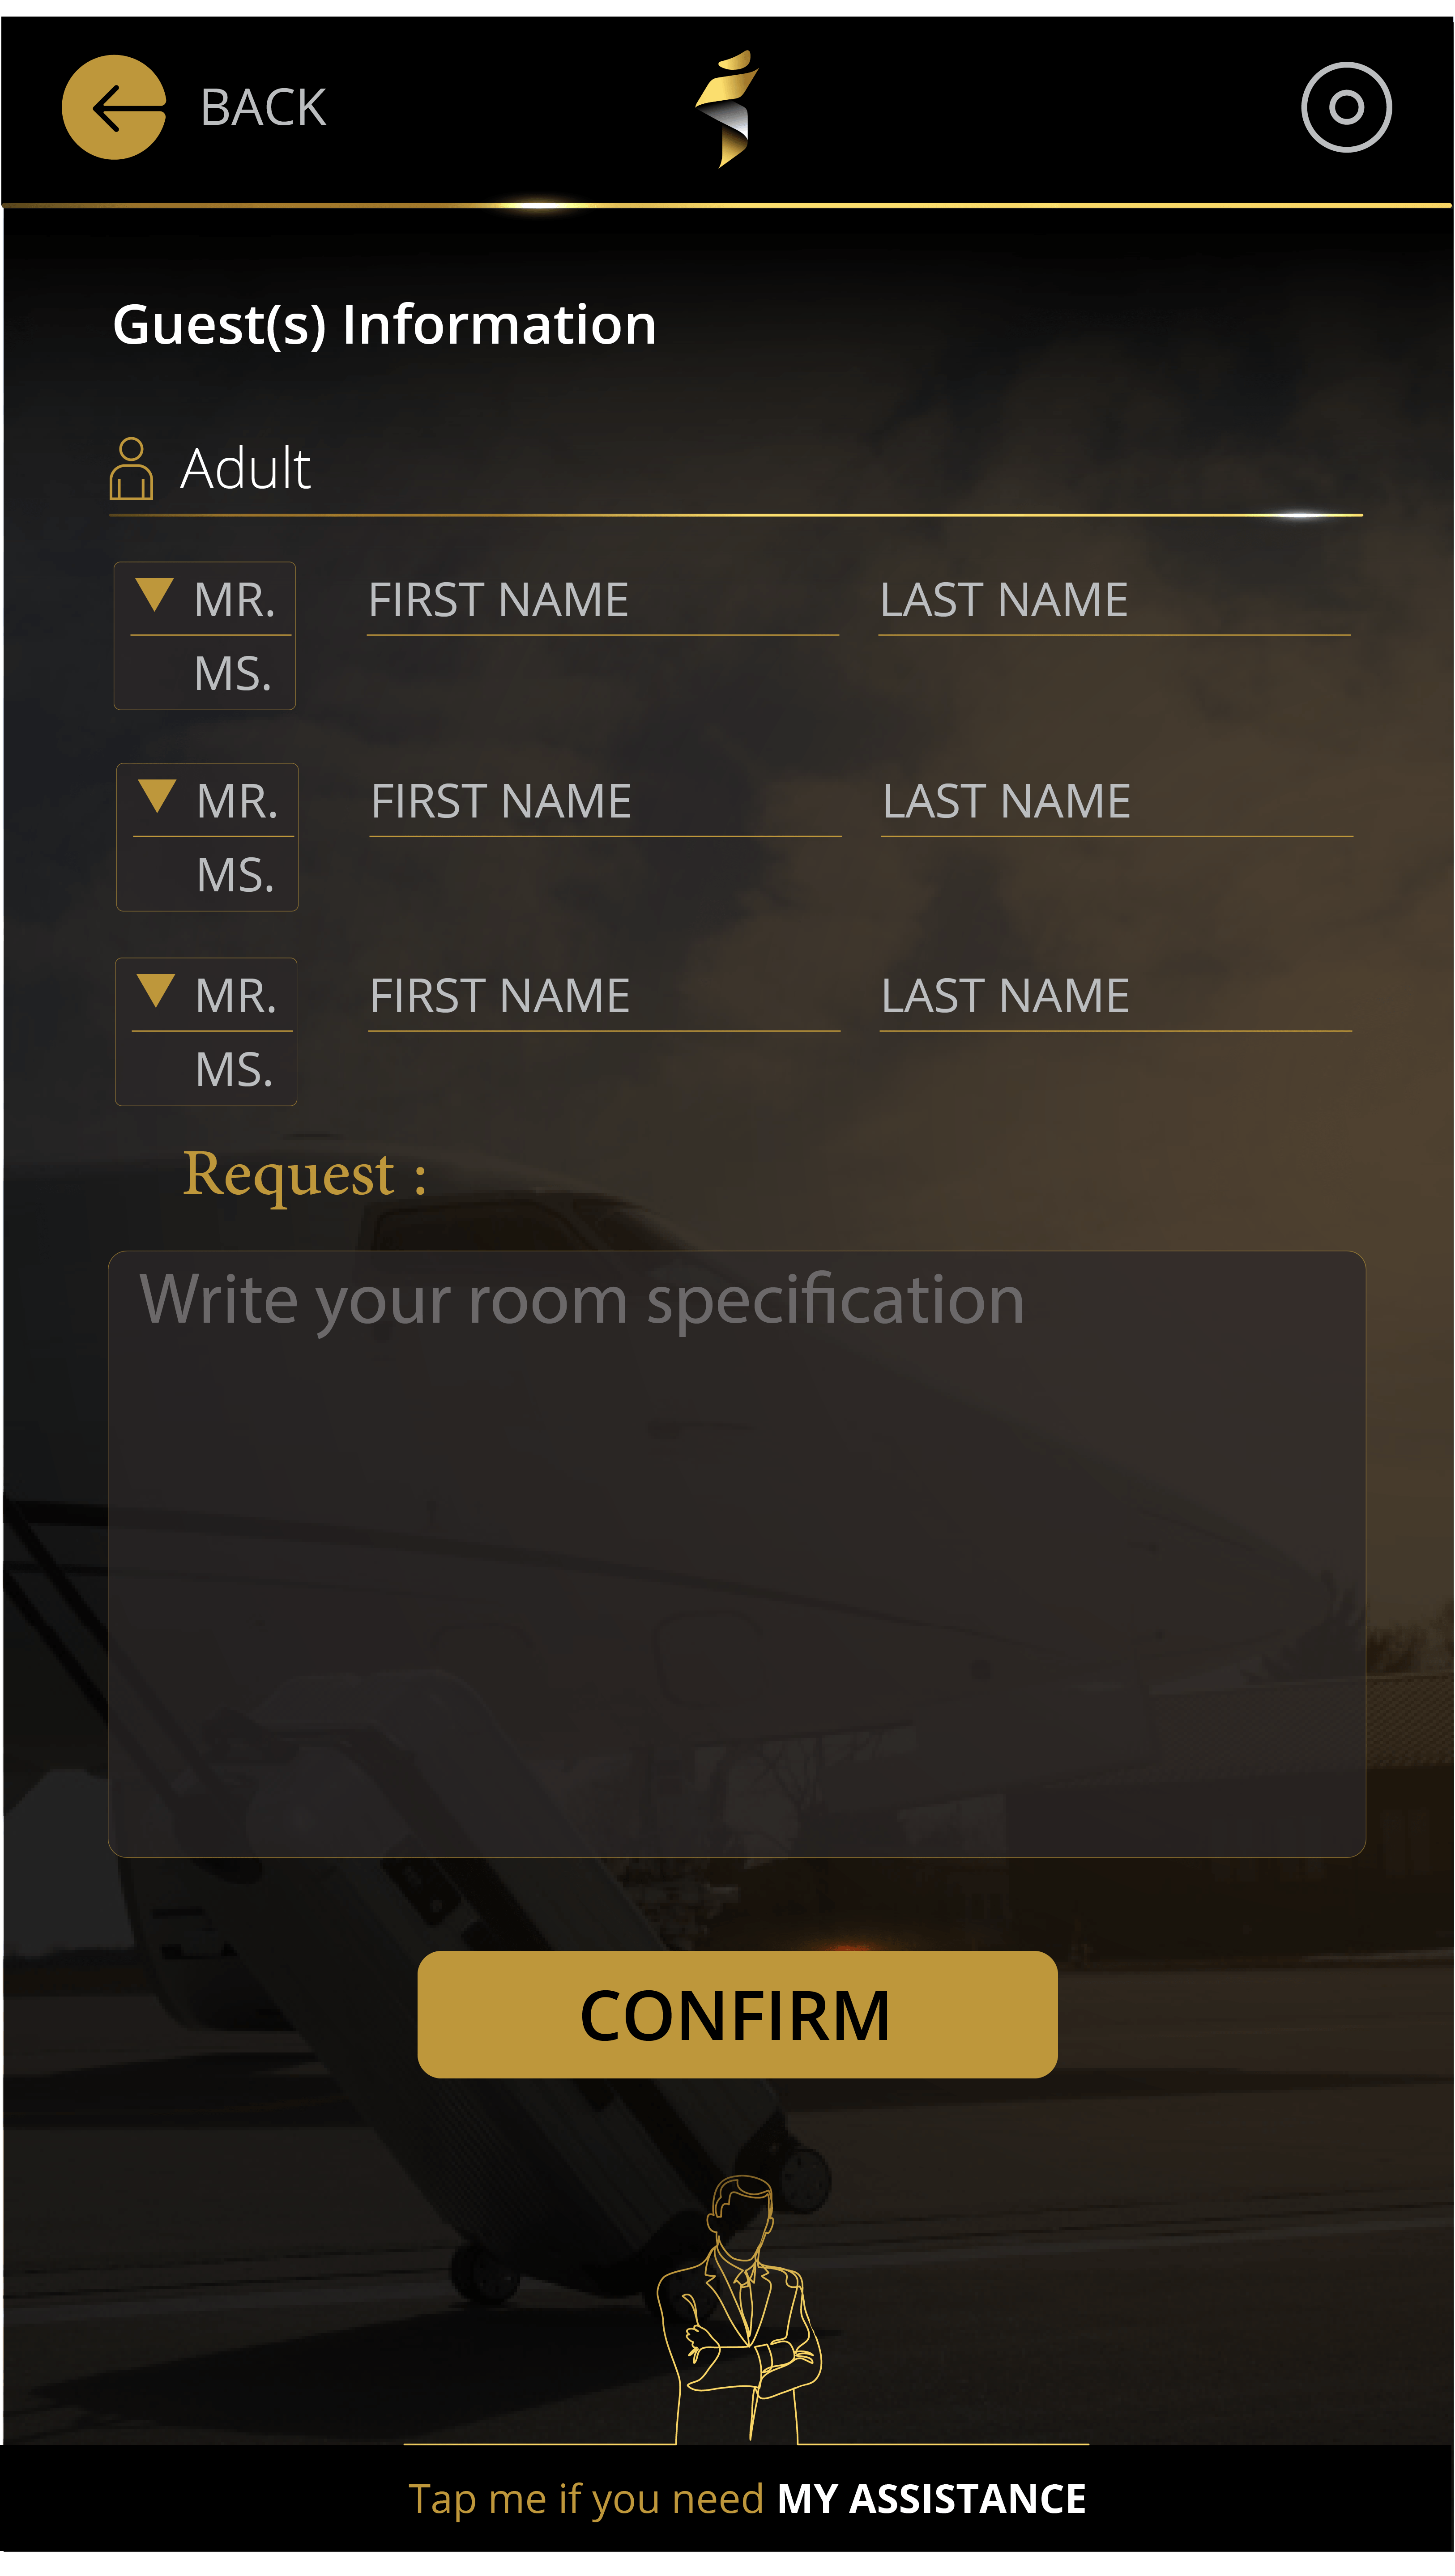 BACK
Guest(s) Information
Adult
MR. FIRST NAME LAST NAME
MS.
MR. FIRST NAME LAST NAME
MS.
MR. FIRST NAME LAST NAME
MS.
Request :
Write your room specification
CONFIRM
Tap me if you need MY ASSISTANCE